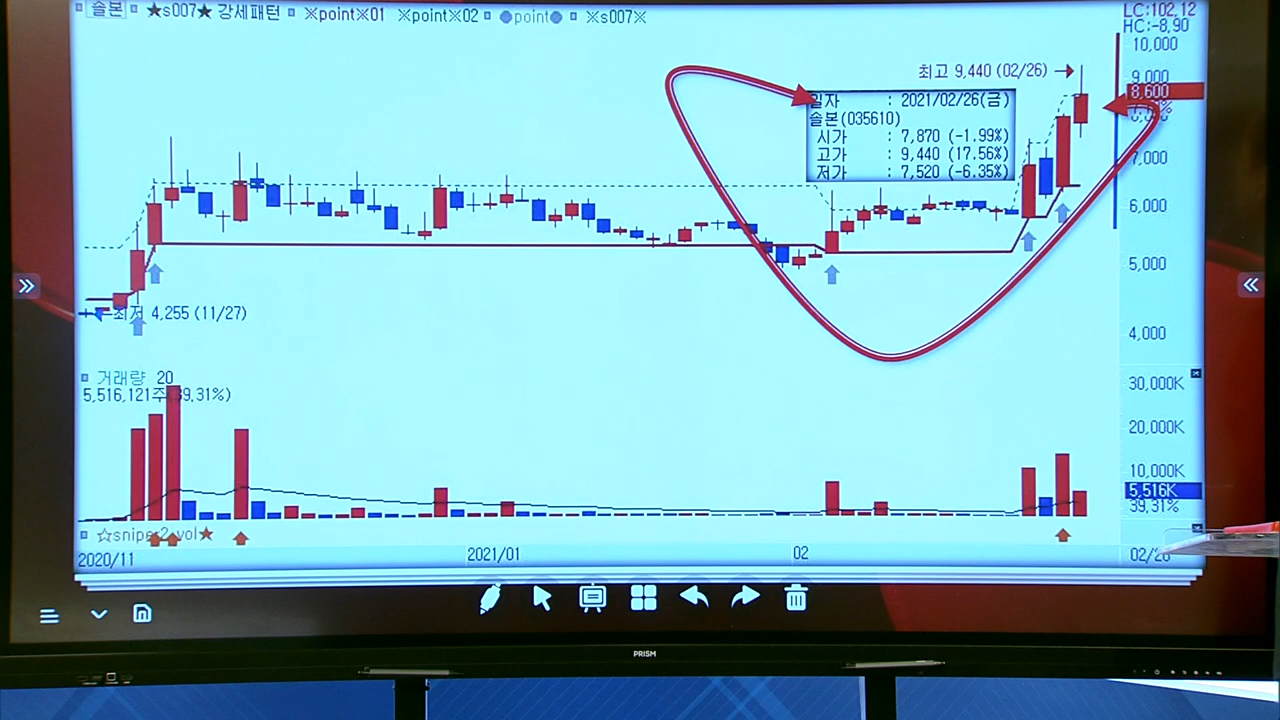 솔본 ★s007★ 강세패턴 ※point※01 ※point※02 ●point● ※s007※
LC:102,12
HC:-8,90
10,000
최고 9,440 (02/26)
9,000
8,600
일자 : 2021/02/26(금)
솔본(035610)
시가 : 7,870 (-1.99%)
고가 : 9,440 (17.56%)
저가 : 7,520 (-6.35%)
7,000
6,000
5,000
4,000
최저 4,255 (11/27)
거래량 20
5,516,121주(39,31%)
30,000K
20,000K
10,000K
5,516K
39,31%
☆sniper2_vol★
2020/11
2021/01
02
02/26
PRISM